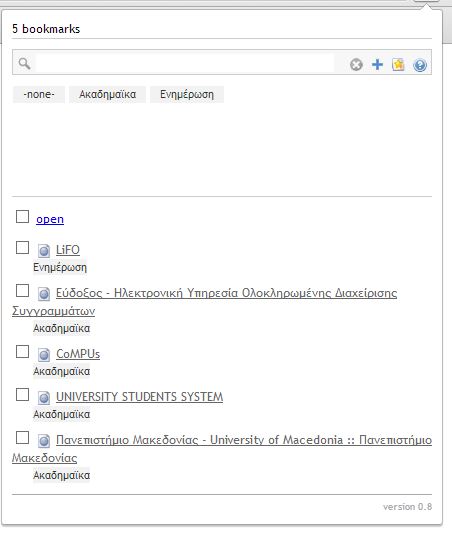 5 bookmarks
-none- Ακαδημαϊκα Ενημέρωση
open
LiFO
Ενημέρωση
Εύδοξος - Ηλεκτρονική Υπηρεσία Ολοκληρωμένης Διαχείρισης
Συγγραμμάτων
Ακαδημαϊκα
CoMPUs
Ακαδημαϊκα
UNIVERSITY STUDENTS SYSTEM
Ακαδημαϊκα
Πανεπιστήμιο Μακεδονίας - University of Macedonia :: Πανεπιστήμιο
Μακεδονίας
Ακαδημαϊκα
version 0.8